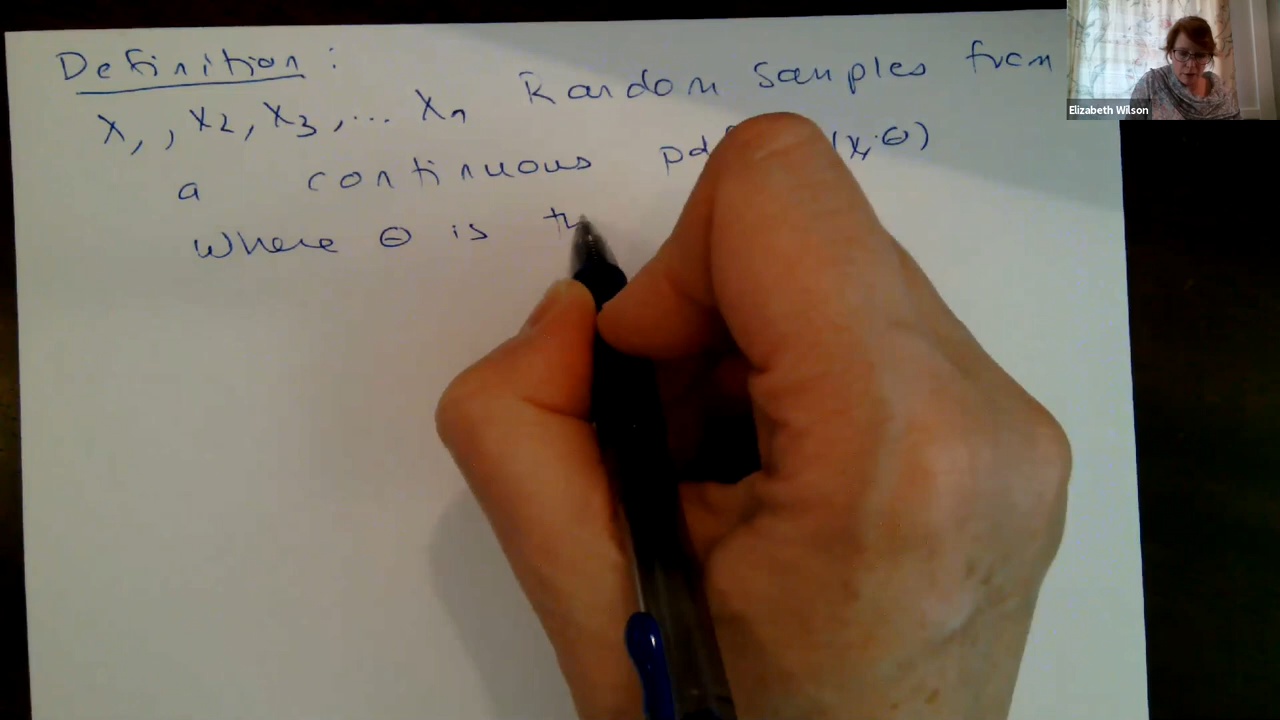 Definition :
X1, X2, X3, ... Xn Random Samples from
a continuous (x; θ)
where θ is
Elizabeth Wilson